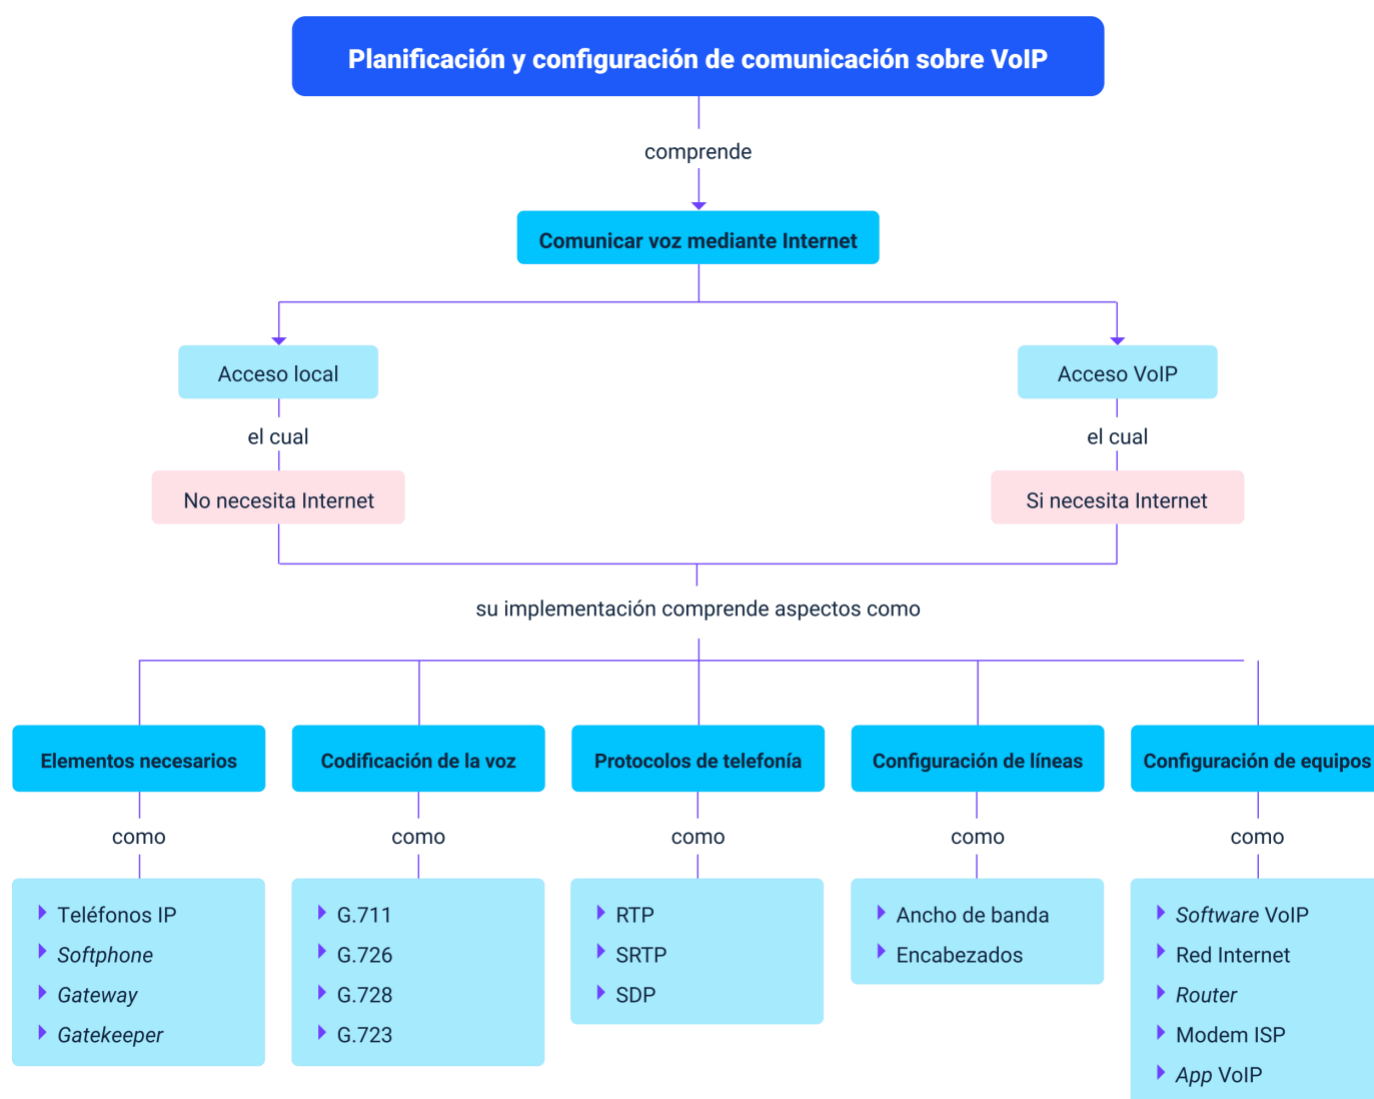 Planificación y configuración de comunicación sobre VoIP
comprende
Comunicar voz mediante Internet
Acceso local
Acceso VoIP
el cual
el cual
No necesita Internet
Si necesita Internet
su implementación comprende aspectos como
Elementos necesarios
Codificación de la voz
Protocolos de telefonía
Configuración de líneas
Configuración de equipos
como
como
como
como
como
Teléfonos IP
Softphone
Gateway
Gatekeeper
G.711
G.726
G.728
G.723
RTP
SRTP
SDP
Ancho de banda
Encabezados
Software VoIP
Red Internet
Router
Modem ISP
App VoIP